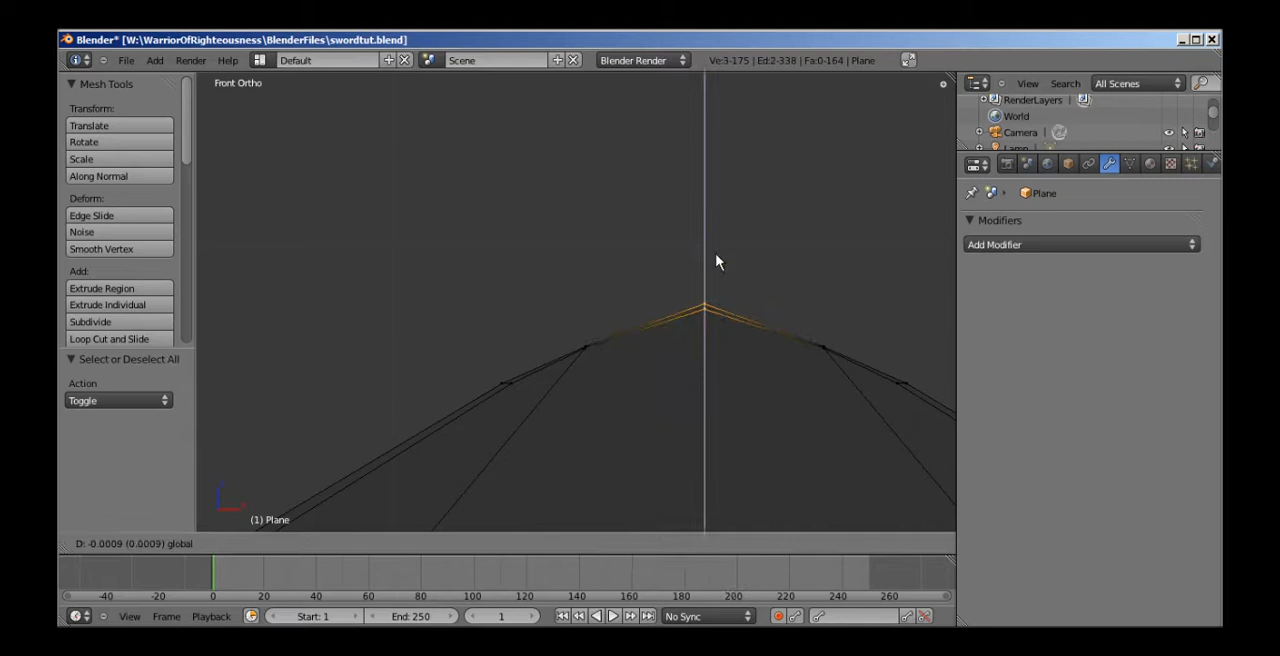 Blender* [W:\WarriorOfRighteousness\BlenderFiles\swordtut.blend]
File Add Render Help Default Scene Blender Render Ve:3-175 | Ed:2-338 | Fa:0-164 | Plane
Mesh Tools
Transform:
Translate
Rotate
Scale
Along Normal
Deform:
Edge Slide
Noise
Smooth Vertex
Add:
Extrude Region
Extrude Individual
Subdivide
Loop Cut and Slide
Select or Deselect All
Action
Toggle
Front Ortho
(1) Plane
View Search All Scenes
RenderLayers
World
Camera
Lamp
Plane
Modifiers
Add Modifier
D: -0.0009 (0.0009) global
-40 -20 0 20 40 60 80 100 120 140 160 180 200 220 240 260
View Frame Playback Start: 1 End: 250 1 No Sync